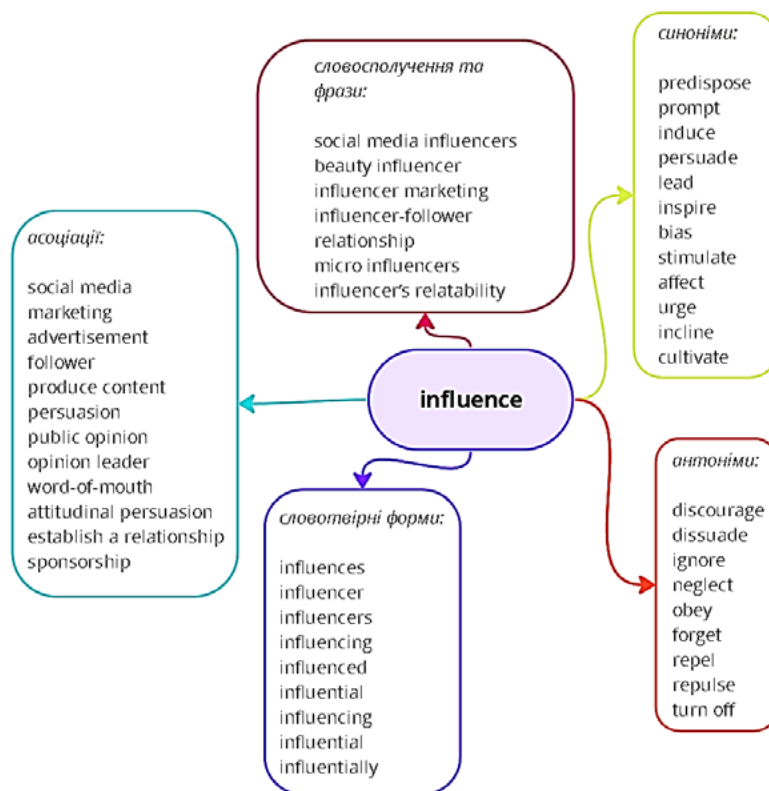 словосполучення та
фрази:
social media influencers
beauty influencer
influencer marketing
influencer-follower
relationship
micro influencers
influencer's relatability
синоніми:
predispose
prompt
induce
persuade
lead
inspire
bias
stimulate
affect
urge
incline
cultivate
асоціації:
social media
marketing
advertisement
follower
produce content
persuasion
public opinion
opinion leader
word-of-mouth
attitudinal persuasion
establish a relationship
sponsorship
influence
словотвірні форми:
influences
influencer
influencers
influencing
influenced
influential
influencing
influential
influentially
антоніми:
discourage
dissuade
ignore
neglect
obey
forget
repel
repulse
turn off